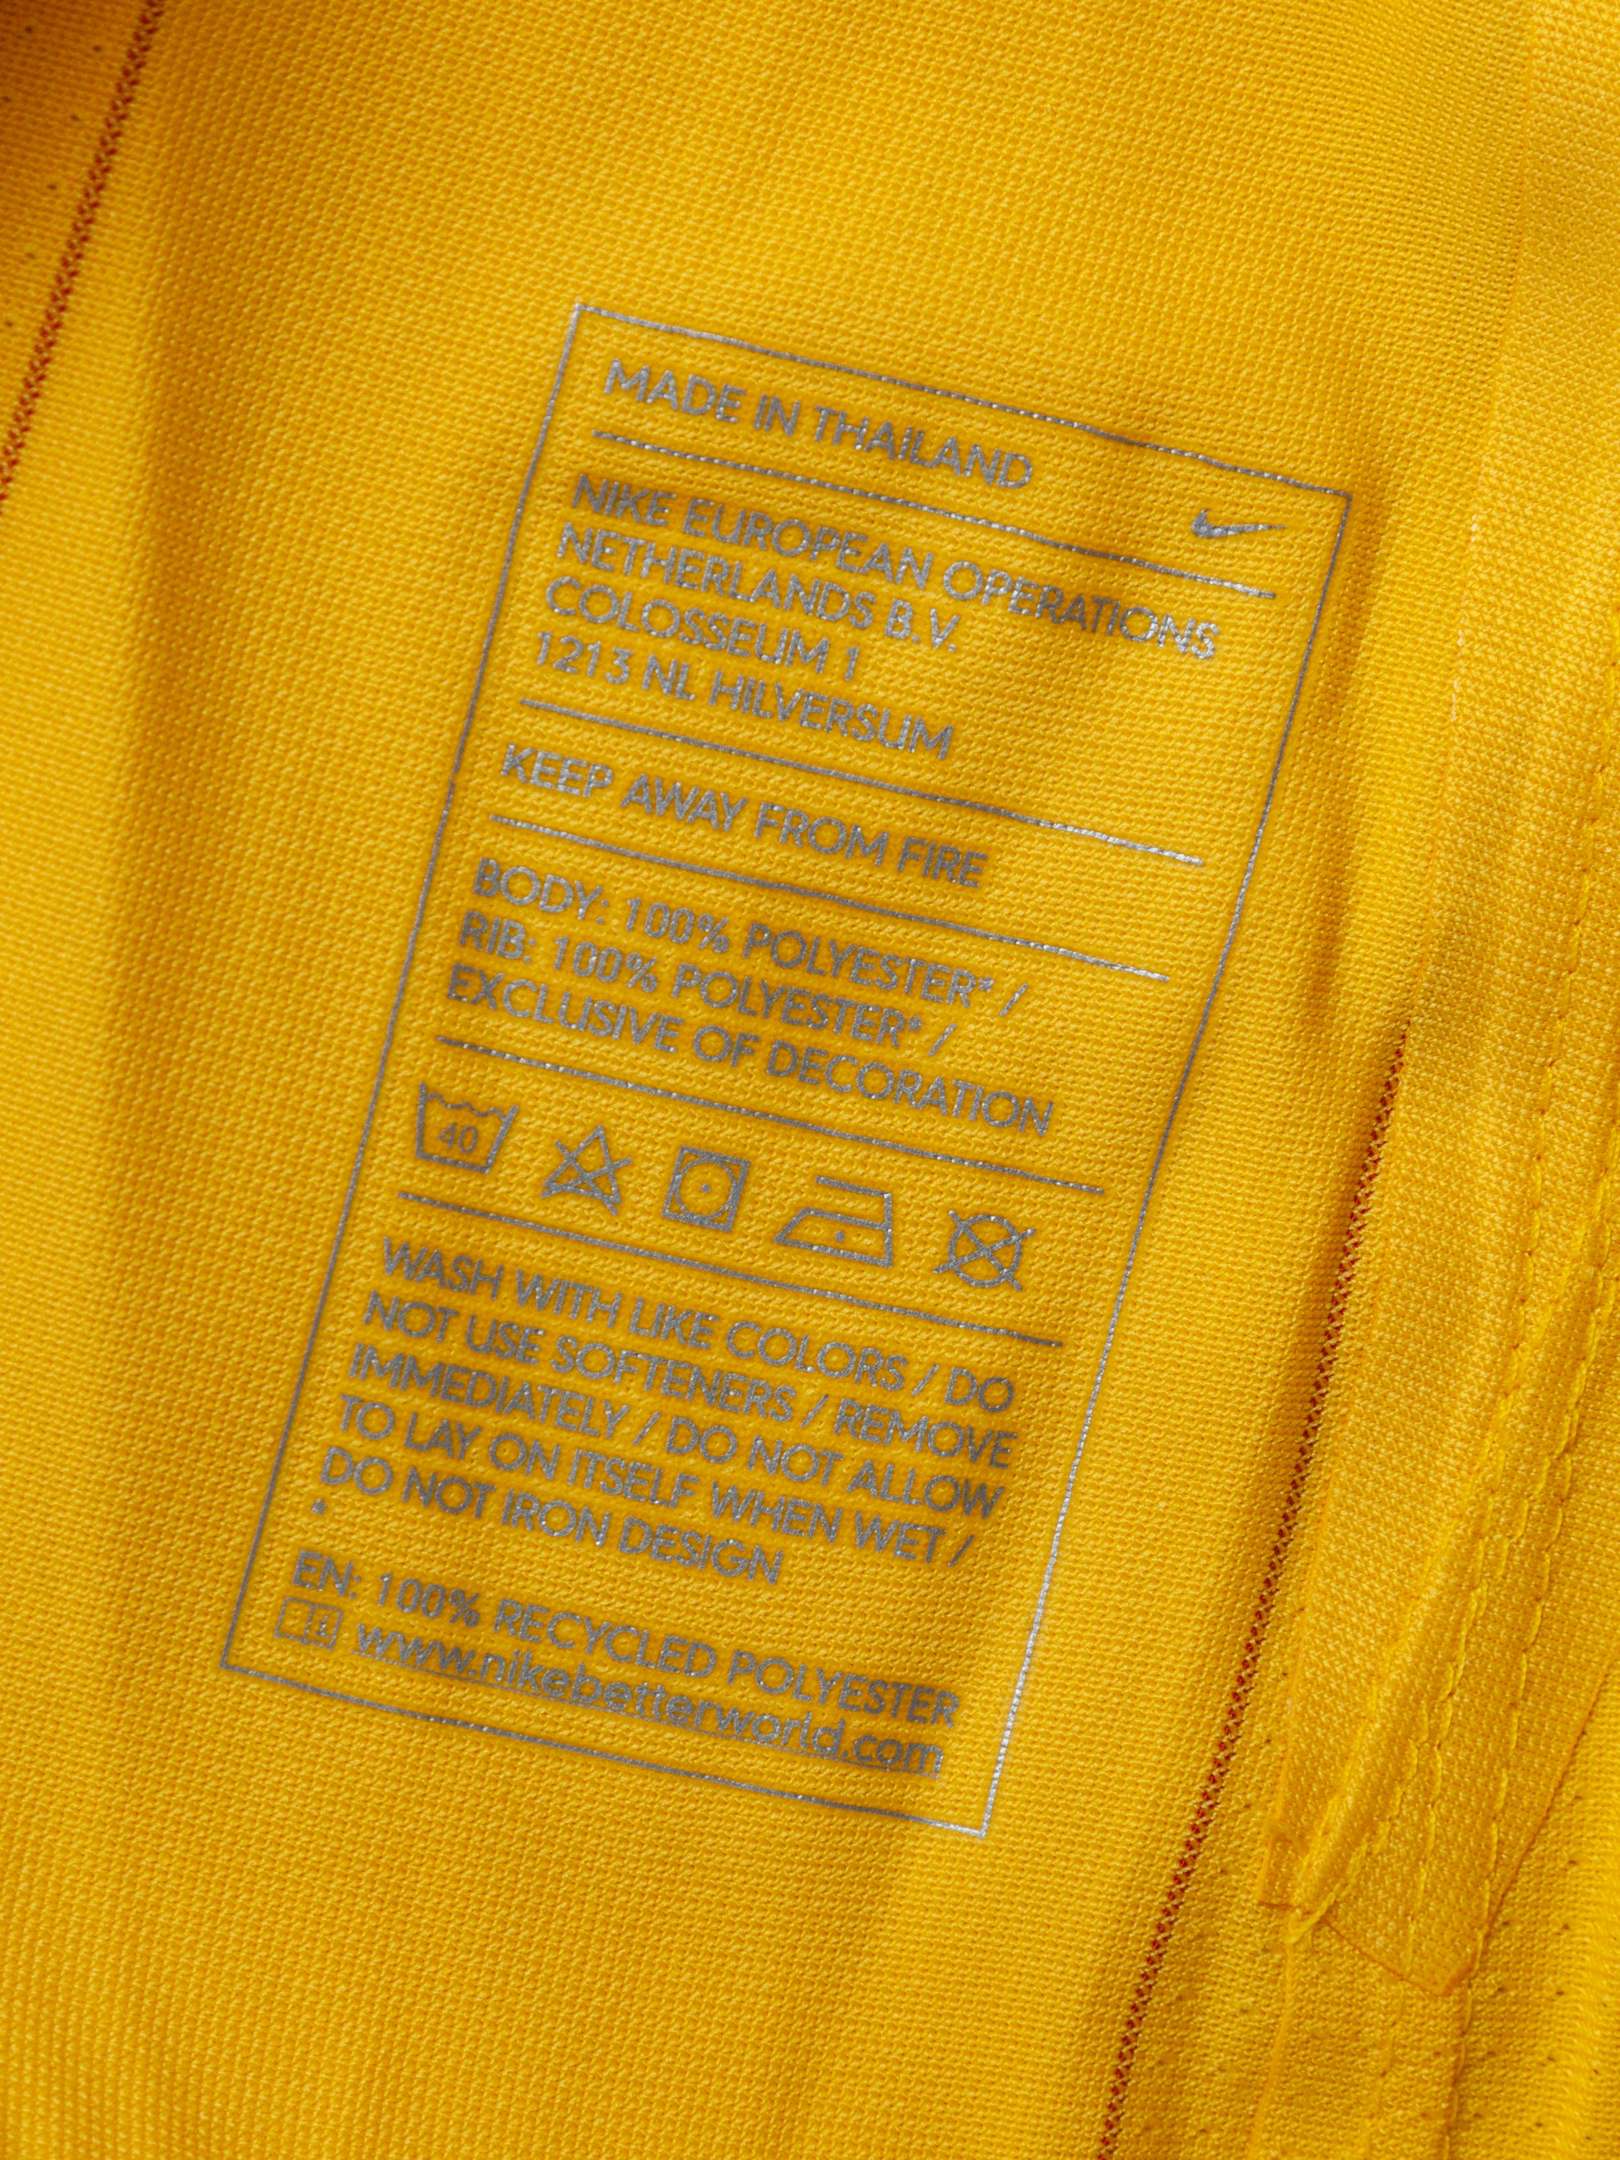 MADE IN THAILAND
NIKE EUROPEAN OPERATIONS
NETHERLANDS B.V.
COLOSSEUM 1
1213 NL HILVERSUM
KEEP AWAY FROM FIRE
BODY: 100% POLYESTER* /
RIB: 100% POLYESTER* /
EXCLUSIVE OF DECORATION
40
WASH WITH LIKE COLORS / DO
NOT USE SOFTENERS / REMOVE
IMMEDIATELY / DO NOT ALLOW
TO LAY ON ITSELF WHEN WET /
DO NOT IRON DESIGN
*
EN: 100% RECYCLED POLYESTER
www.nikebetterworld.com